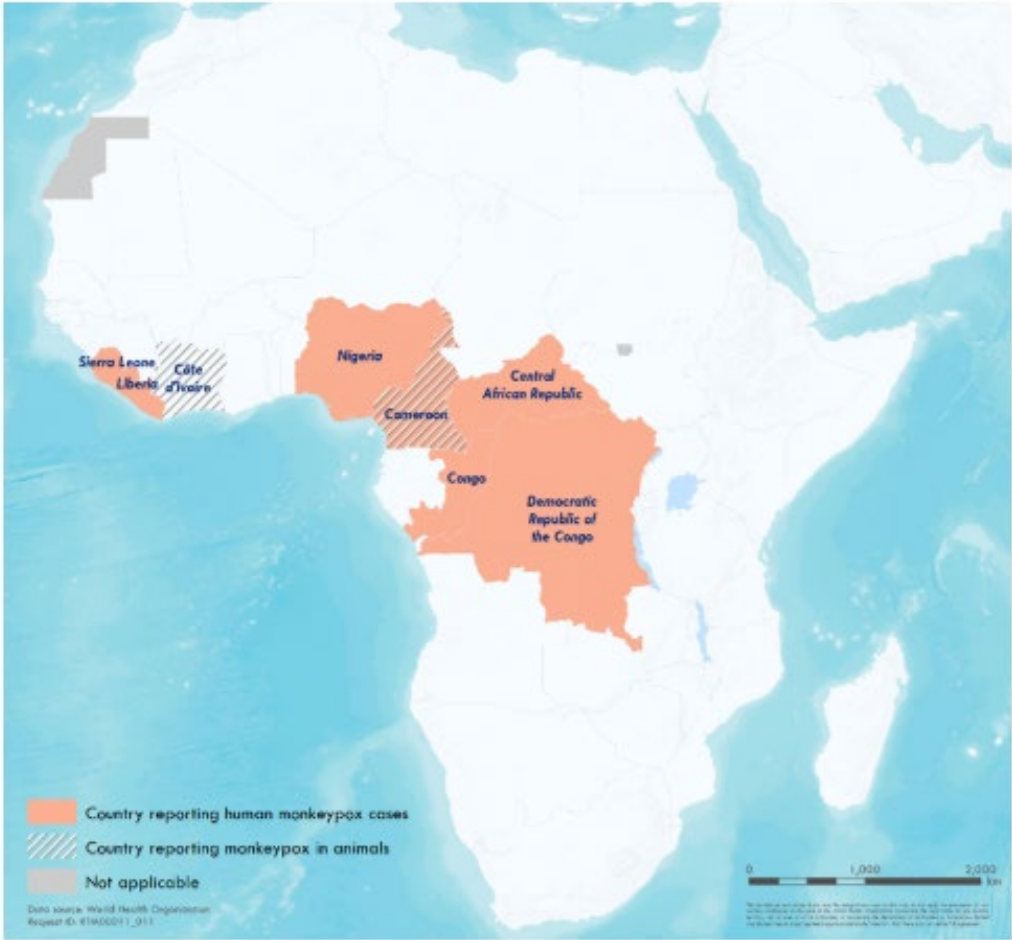 Sierra Leone
Liberia
Côte
d'Ivoire
Nigeria
Cameroon
Central
African Republic
Congo
Democratic
Republic of
the Congo
Country reporting human monkeypox cases
Country reporting monkeypox in animals
Not applicable
Data source: World Health Organization
Request ID:
0 1,000 2,000
km